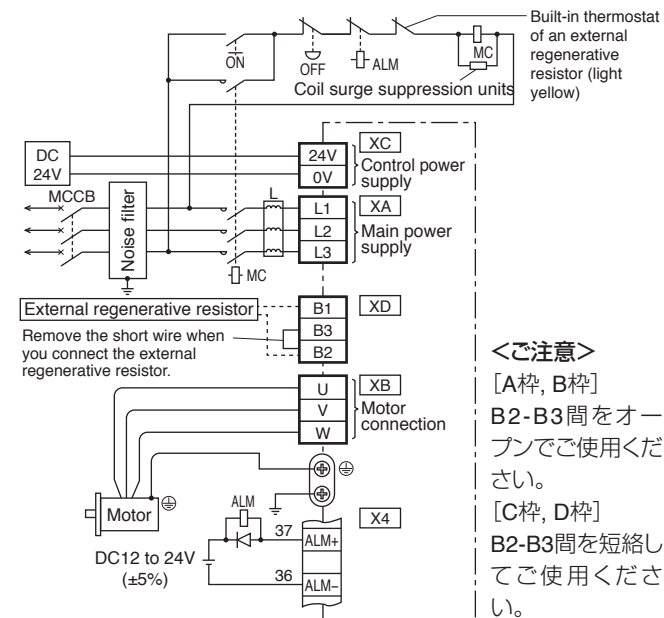 Built-in thermostat
of an external
regenerative
resistor (light
yellow)
ON
OFF
ALM
MC
Coil surge suppression units
DC
24V
24V
0V
XC
Control power
supply
MCCB
Noise filter
L
L1
L2
L3
XA
Main power
supply
MC
External regenerative resistor
B1
B3
B2
XD
Remove the short wire when
you connect the external
regenerative resistor.
U
V
W
XB
Motor
connection
Motor
ALM
DC12 to 24V
(±5%)
37
36
ALM+
ALM−
X4
<ご注意>
[A枠, B枠]
B2-B3間をオー
プンでご使用くだ
さい。
[C枠, D枠]
B2-B3間を短絡し
てご使用くださ
い。